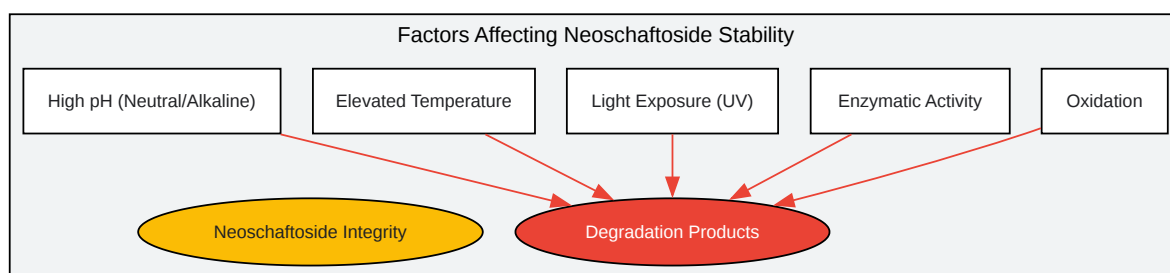 Factors Affecting Neoschaftoside Stability
High pH (Neutral/Alkaline)
Elevated Temperature
Light Exposure (UV)
Enzymatic Activity
Oxidation
Neoschaftoside Integrity
Degradation Products